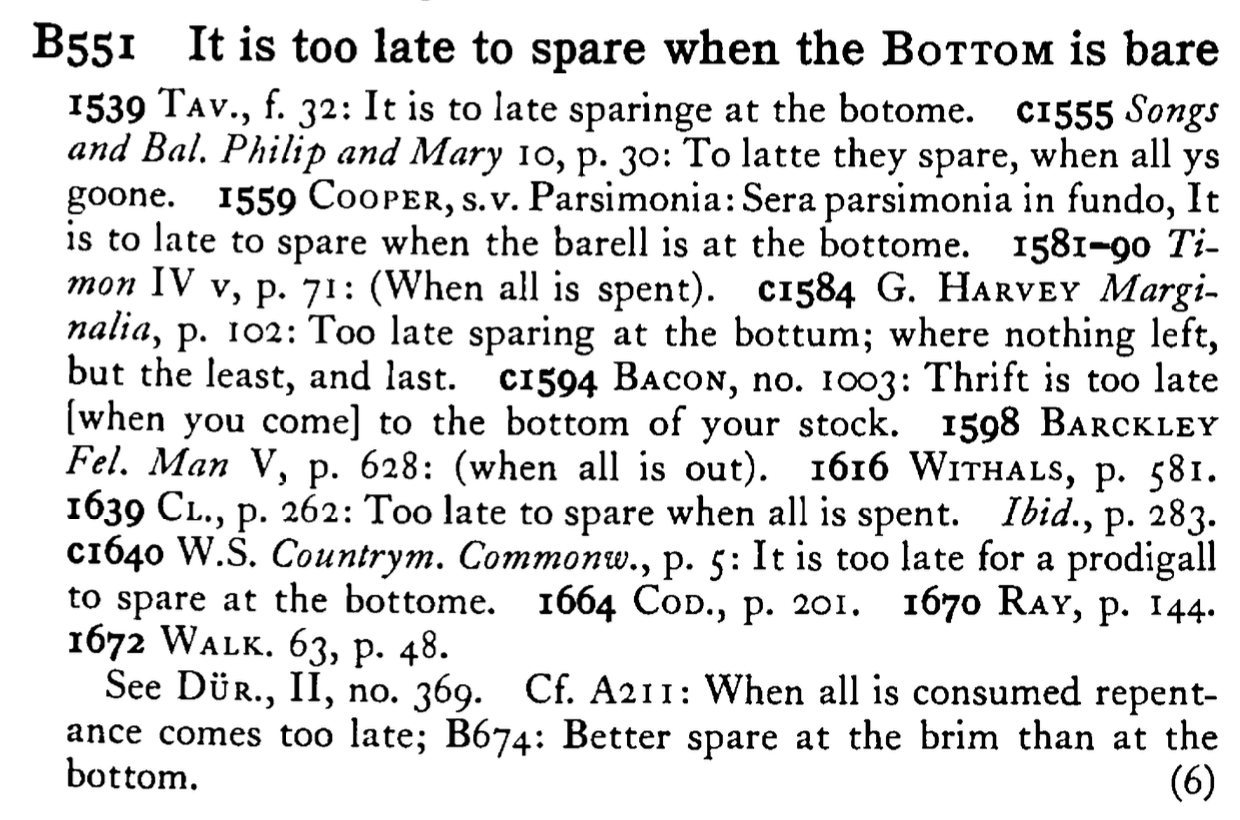 B551 It is too late to spare when the BOTTOM is bare
1539 TAV., f. 32: It is to late sparinge at the botome. c1555 Songs
and Bal. Philip and Mary 10, p. 30: To latte they spare, when all ys
goone. 1559 COOPER, s.v. Parsimonia: Sera parsimonia in fundo, It
is to late to spare when the barell is at the bottome. 1581–90 Ti-
mon IV v, p. 71: (When all is spent). c1584 G. HARVEY Margi-
nalia, p. 102: Too late sparing at the bottum; where nothing left,
but the least, and last. c1594 BACON, no. 1003: Thrift is too late
[when you come] to the bottom of your stock. 1598 BARCKLEY
Fel. Man V, p. 628: (when all is out). 1616 WITHALS, p. 581.
1639 CL., p. 262: Too late to spare when all is spent. Ibid., p. 283.
c1640 W.S. Countrym. Commonw., p. 5: It is too late for a prodigall
to spare at the bottome. 1664 COD., p. 201. 1670 RAY, p. 144.
1672 WALK. 63, p. 48.
See DÜR., II, no. 369. Cf. A211: When all is consumed repent-
ance comes too late; B674: Better spare at the brim than at the
bottom. (6)